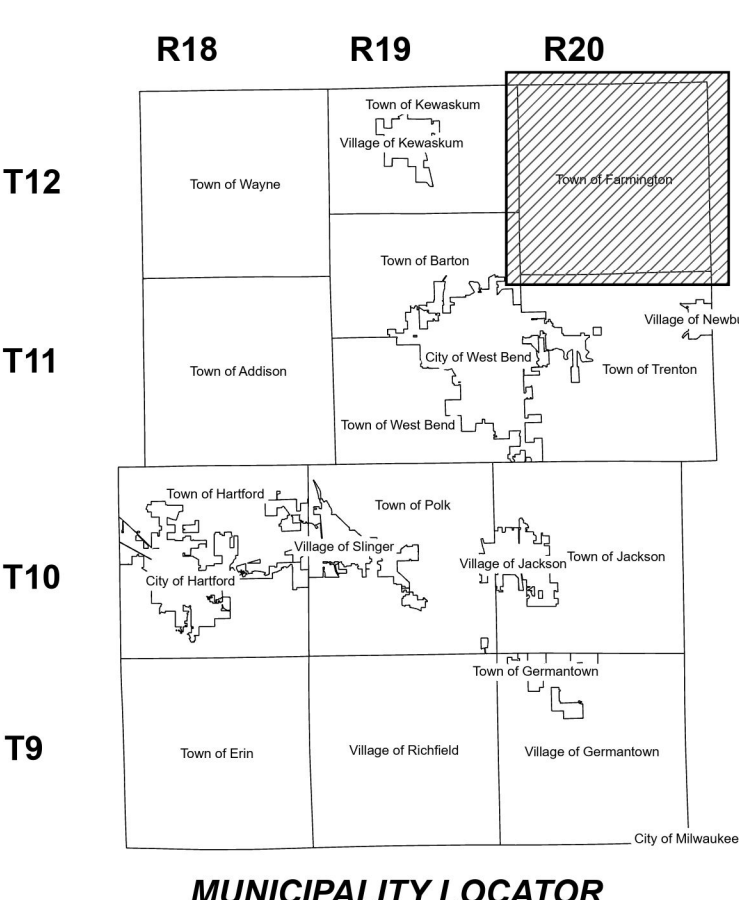 R18 R19 R20
Town of Kewaskum
Village of Kewaskum
T12
Town of Wayne
Town of Farmington
Town of Barton
Village of Newbu
T11
City of West Bend
Town of Addison
Town of Trenton
Town of West Bend
Town of Hartford
Town of Polk
Village of Slinger
Village of Jackson
Town of Jackson
T10
City of Hartford
Town of Germantown
T9
Town of Erin
Village of Richfield
Village of Germantown
City of Milwaukee
MUNICIPALITY LOCATOR